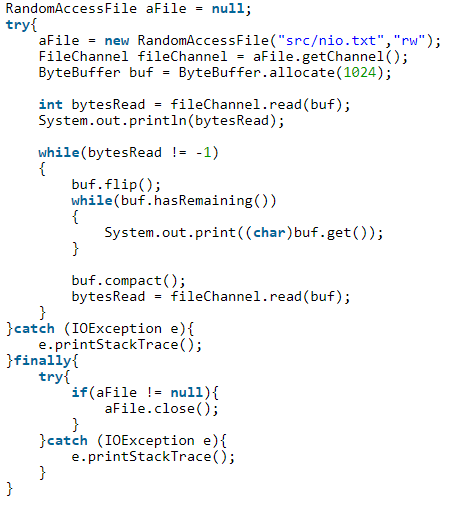 RandomAccessFile aFile = null;
try{
    aFile = new RandomAccessFile("src/nio.txt","rw");
    FileChannel fileChannel = aFile.getChannel();
    ByteBuffer buf = ByteBuffer.allocate(1024);

    int bytesRead = fileChannel.read(buf);
    System.out.println(bytesRead);

    while(bytesRead != -1)
    {
        buf.flip();
        while(buf.hasRemaining())
        {
            System.out.print((char)buf.get());
        }

        buf.compact();
        bytesRead = fileChannel.read(buf);
    }
}catch (IOException e){
    e.printStackTrace();
}finally{
    try{
        if(aFile != null){
            aFile.close();
        }
    }catch (IOException e){
        e.printStackTrace();
    }
}